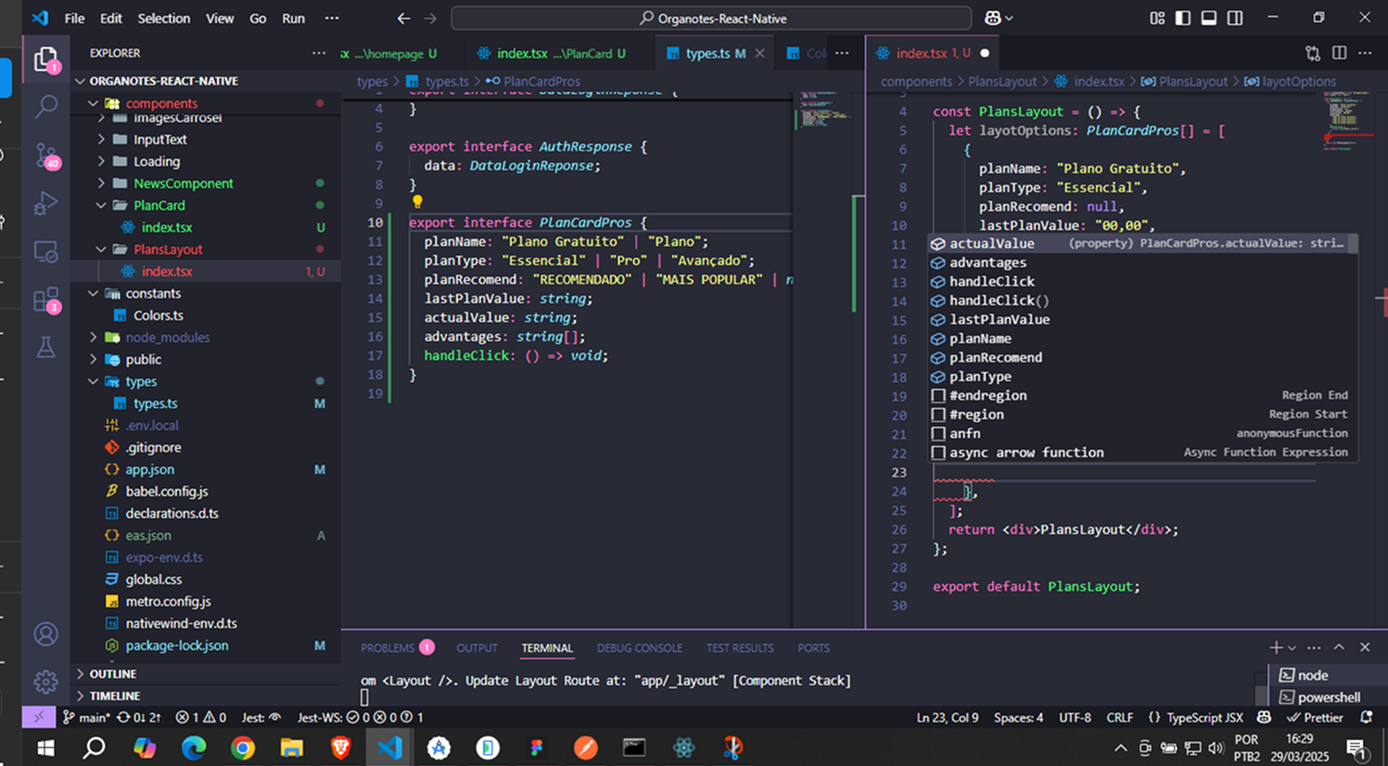 File Edit Selection View Go Run ··· Organotes-React-Native
EXPLORER ···
ORGANOTES-REACT-NATIVE
components
ImagesCarrosel
InputText
Loading
NewsComponent
PlanCard
index.tsx U
PlansLayout
index.tsx 1, U
constants
Colors.ts
node_modules
public
types
types.ts M
.env.local
.gitignore
app.json M
babel.config.js
declarations.d.ts
eas.json A
expo-env.d.ts
global.css
metro.config.js
nativewind-env.d.ts
package-lock.json M
OUTLINE
TIMELINE
1
40
3
sx ...\homepage U index.tsx ...\PlanCard U types.ts M Col ···
types > types.ts > PlanCardPros
export interface DataLoginReponse {
4 }
5
6 export interface AuthResponse {
7 data: DataLoginReponse;
8 }
9
10 export interface PlanCardPros {
11 planName: "Plano Gratuito" | "Plano";
12 planType: "Essencial" | "Pro" | "Avançado";
13 planRecomend: "RECOMENDADO" | "MAIS POPULAR" | n
14 lastPlanValue: string;
15 actualValue: string;
16 advantages: string[];
17 handleClick: () => void;
18 }
19
index.tsx 1, U ···
components > PlansLayout > index.tsx > PlansLayout > layotOptions
4 const PlansLayout = () => {
5 let layotOptions: PlanCardPros[] = [
6 {
7 planName: "Plano Gratuito",
8 planType: "Essencial",
9 planRecomend: null,
10 lastPlanValue: "00,00",
11 actualValue (property) PlanCardPros.actualValue: stri…
12 advantages
13 handleClick
14 handleClick()
15 lastPlanValue
16 planName
17 planRecomend
18 planType
19 #endregion Region End
20 #region Region Start
21 anfn anonymousFunction
22 async arrow function Async Function Expression
23
24 },
25 ];
26 return <div>PlansLayout</div>;
27 };
28
29 export default PlansLayout;
30
PROBLEMS 1 OUTPUT TERMINAL DEBUG CONSOLE TEST RESULTS PORTS
om <Layout />. Update Layout Route at: "app/_layout" [Component Stack]
node
powershell
main* 0↓ 2↑ 1 0 Jest: Jest-WS: 0 0 1 Ln 23, Col 9 Spaces: 4 UTF-8 CRLF {} TypeScript JSX Prettier
POR
PTB2
16:29
29/03/2025
1